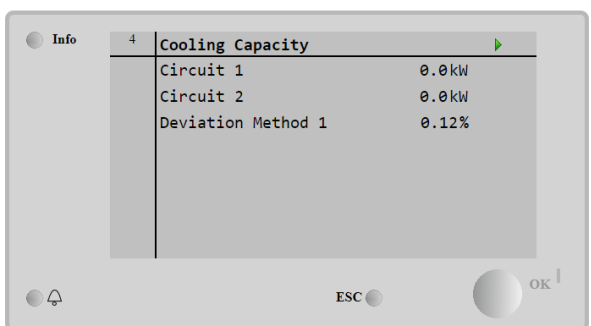 Info
4 Cooling Capacity
Circuit 1 0.0kW
Circuit 2 0.0kW
Deviation Method 1 0.12%
ESC
OK